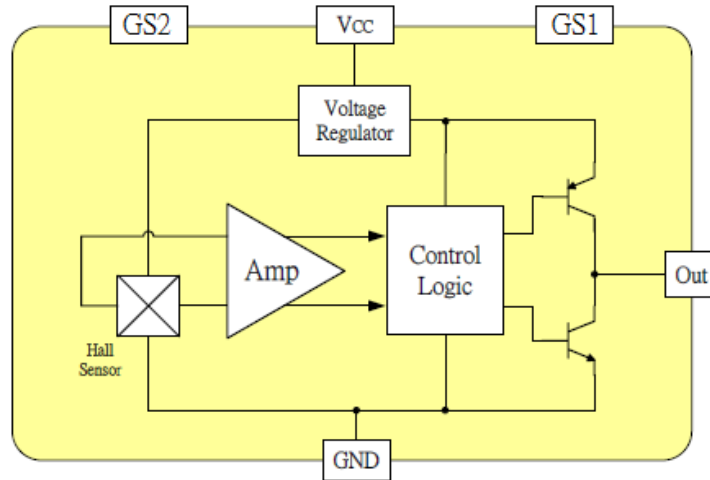 GS2
Vcc
GS1
Voltage
Regulator
Amp
Control
Logic
Out
Hall
Sensor
GND